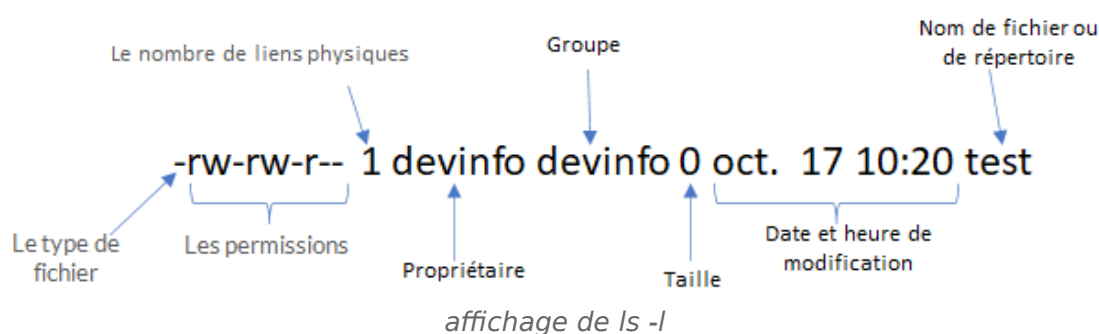 Nom de fichier ou
de répertoire
Groupe
Le nombre de liens physiques
-rw-rw-r-- 1 devinfo devinfo 0 oct. 17 10:20 test
Le type de
fichier
Les permissions
Propriétaire
Taille
Date et heure de
modification
affichage de ls -l